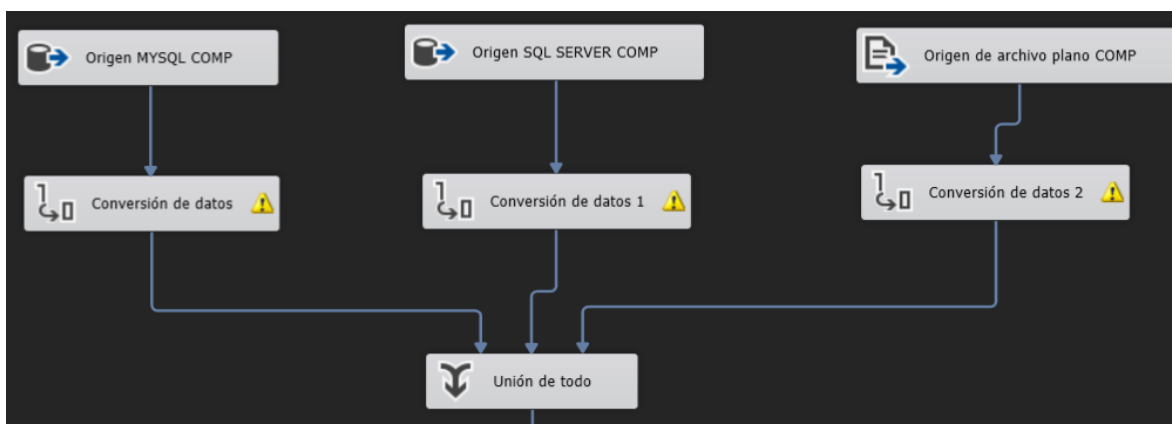 Origen MYSQL COMP
Origen SQL SERVER COMP
Origen de archivo plano COMP
Conversión de datos
Conversión de datos 1
Conversión de datos 2
Unión de todo